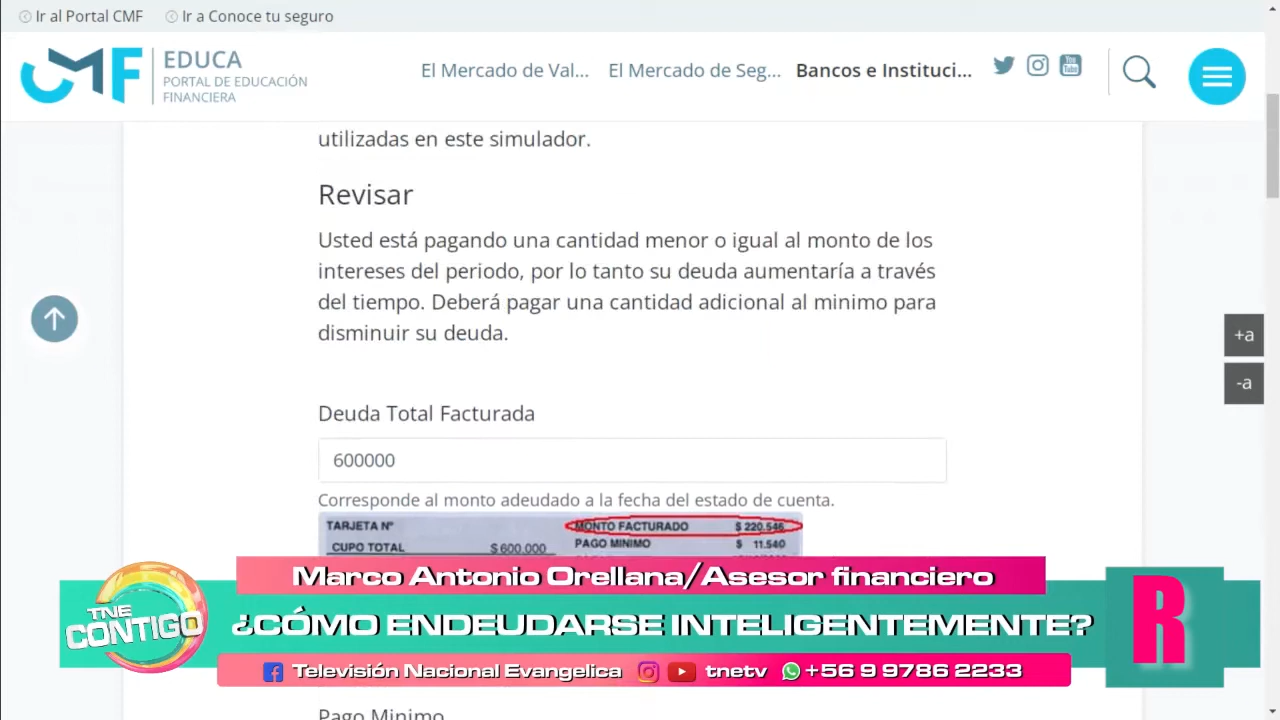 Ir al Portal CMF Ir a Conoce tu seguro
CMF EDUCA
PORTAL DE EDUCACIÓN
FINANCIERA
El Mercado de Val... El Mercado de Seg... Bancos e Instituci...
You Tube
utilizadas en este simulador.
Revisar
Usted está pagando una cantidad menor o igual al monto de los
intereses del periodo, por lo tanto su deuda aumentaría a través
del tiempo. Deberá pagar una cantidad adicional al minimo para
disminuir su deuda.
+a
-a
Deuda Total Facturada
600000
Corresponde al monto adeudado a la fecha del estado de cuenta.
TARJETA N° MONTO FACTURADO $ 220.546
CUPO TOTAL $ 600.000 PAGO MINIMO $ 11.540
Marco Antonio Orellana/Asesor financiero
TNE
CONTIGO
¿CÓMO ENDEUDARSE INTELIGENTEMENTE?
R
Televisión Nacional Evangelica tnetv +56 9 9786 2233
Pago Minimo